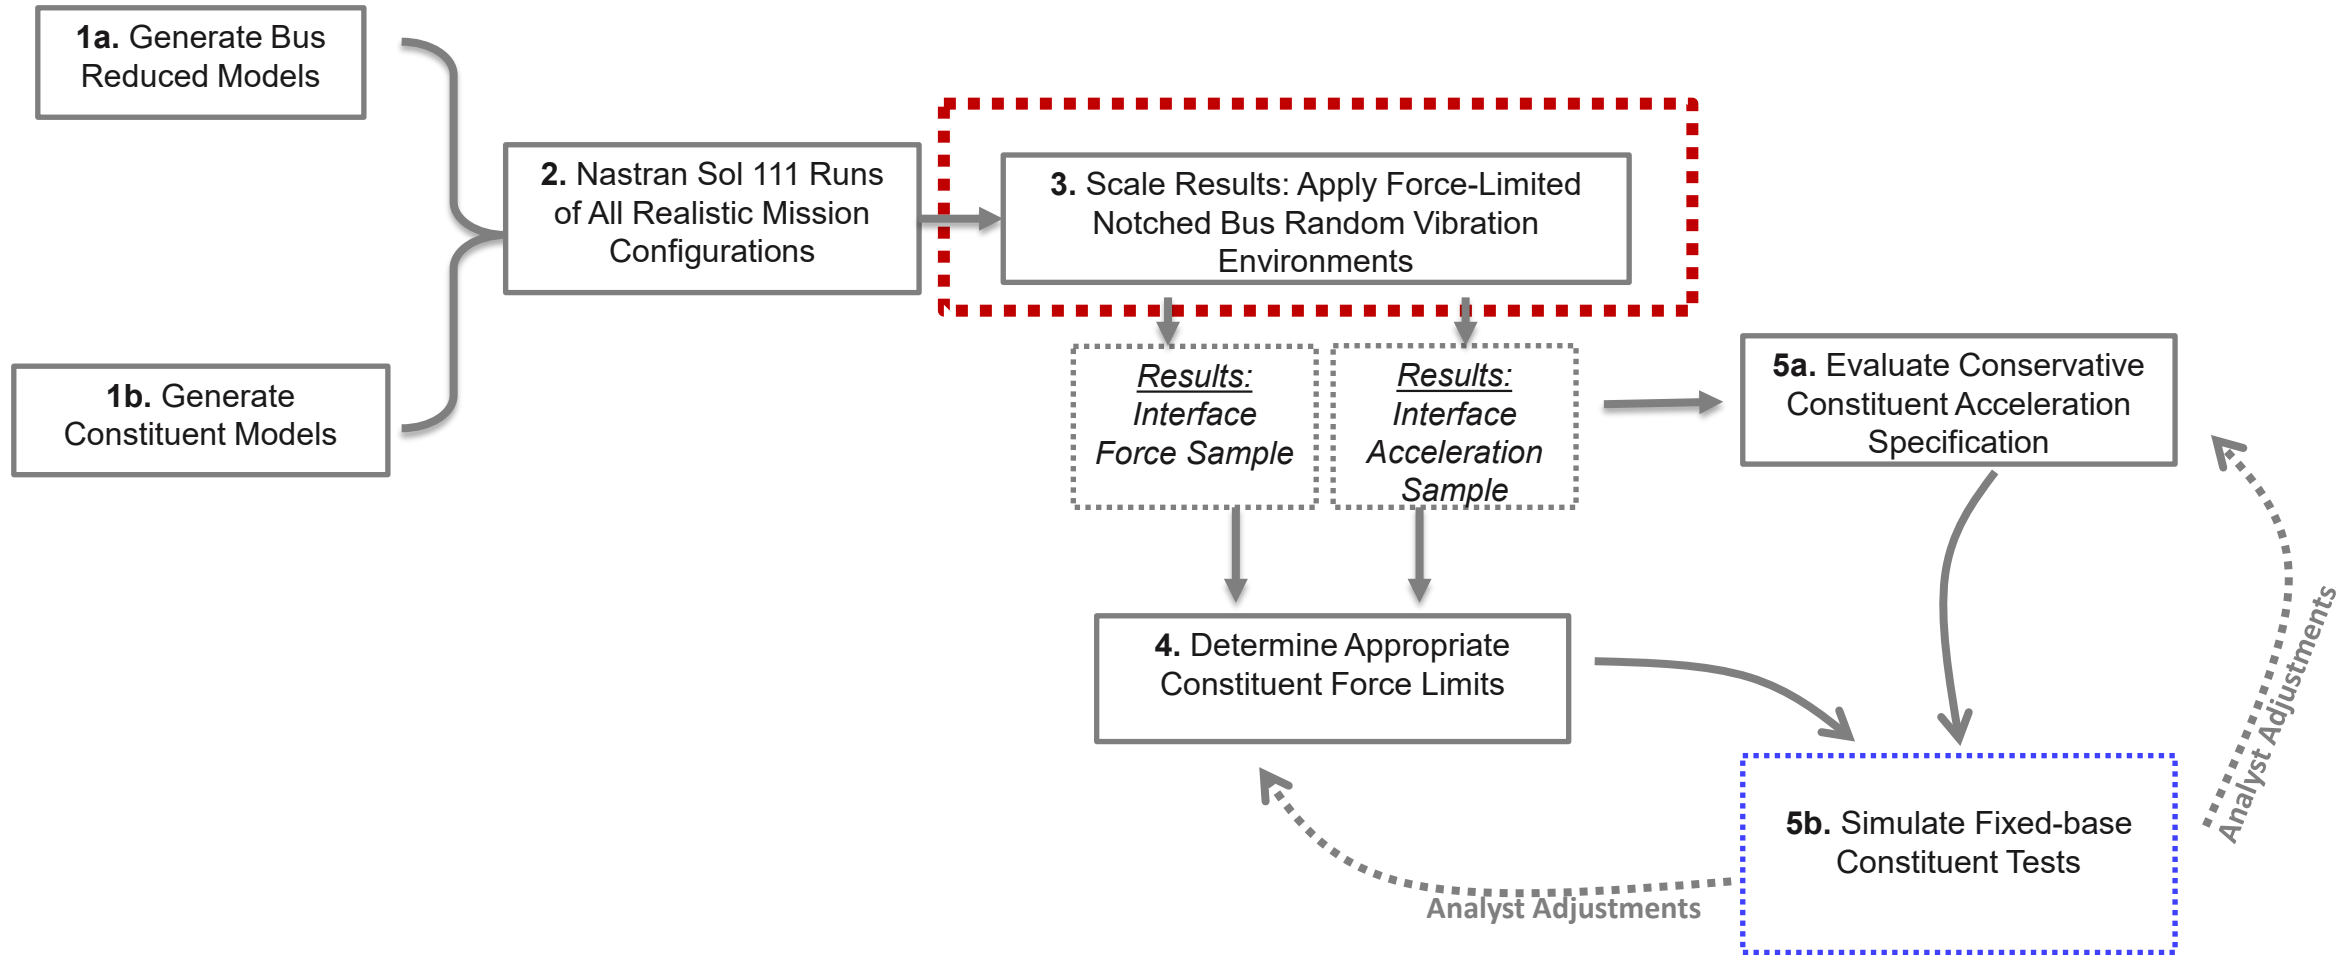 1a. Generate Bus
Reduced Models
1b. Generate
Constituent Models
2. Nastran Sol 111 Runs
of All Realistic Mission
Configurations
3. Scale Results: Apply Force-Limited
Notched Bus Random Vibration
Environments
Results:
Interface
Force Sample
Results:
Interface
Acceleration
Sample
4. Determine Appropriate
Constituent Force Limits
5a. Evaluate Conservative
Constituent Acceleration
Specification
5b. Simulate Fixed-base
Constituent Tests
Analyst Adjustments
Analyst Adjustments